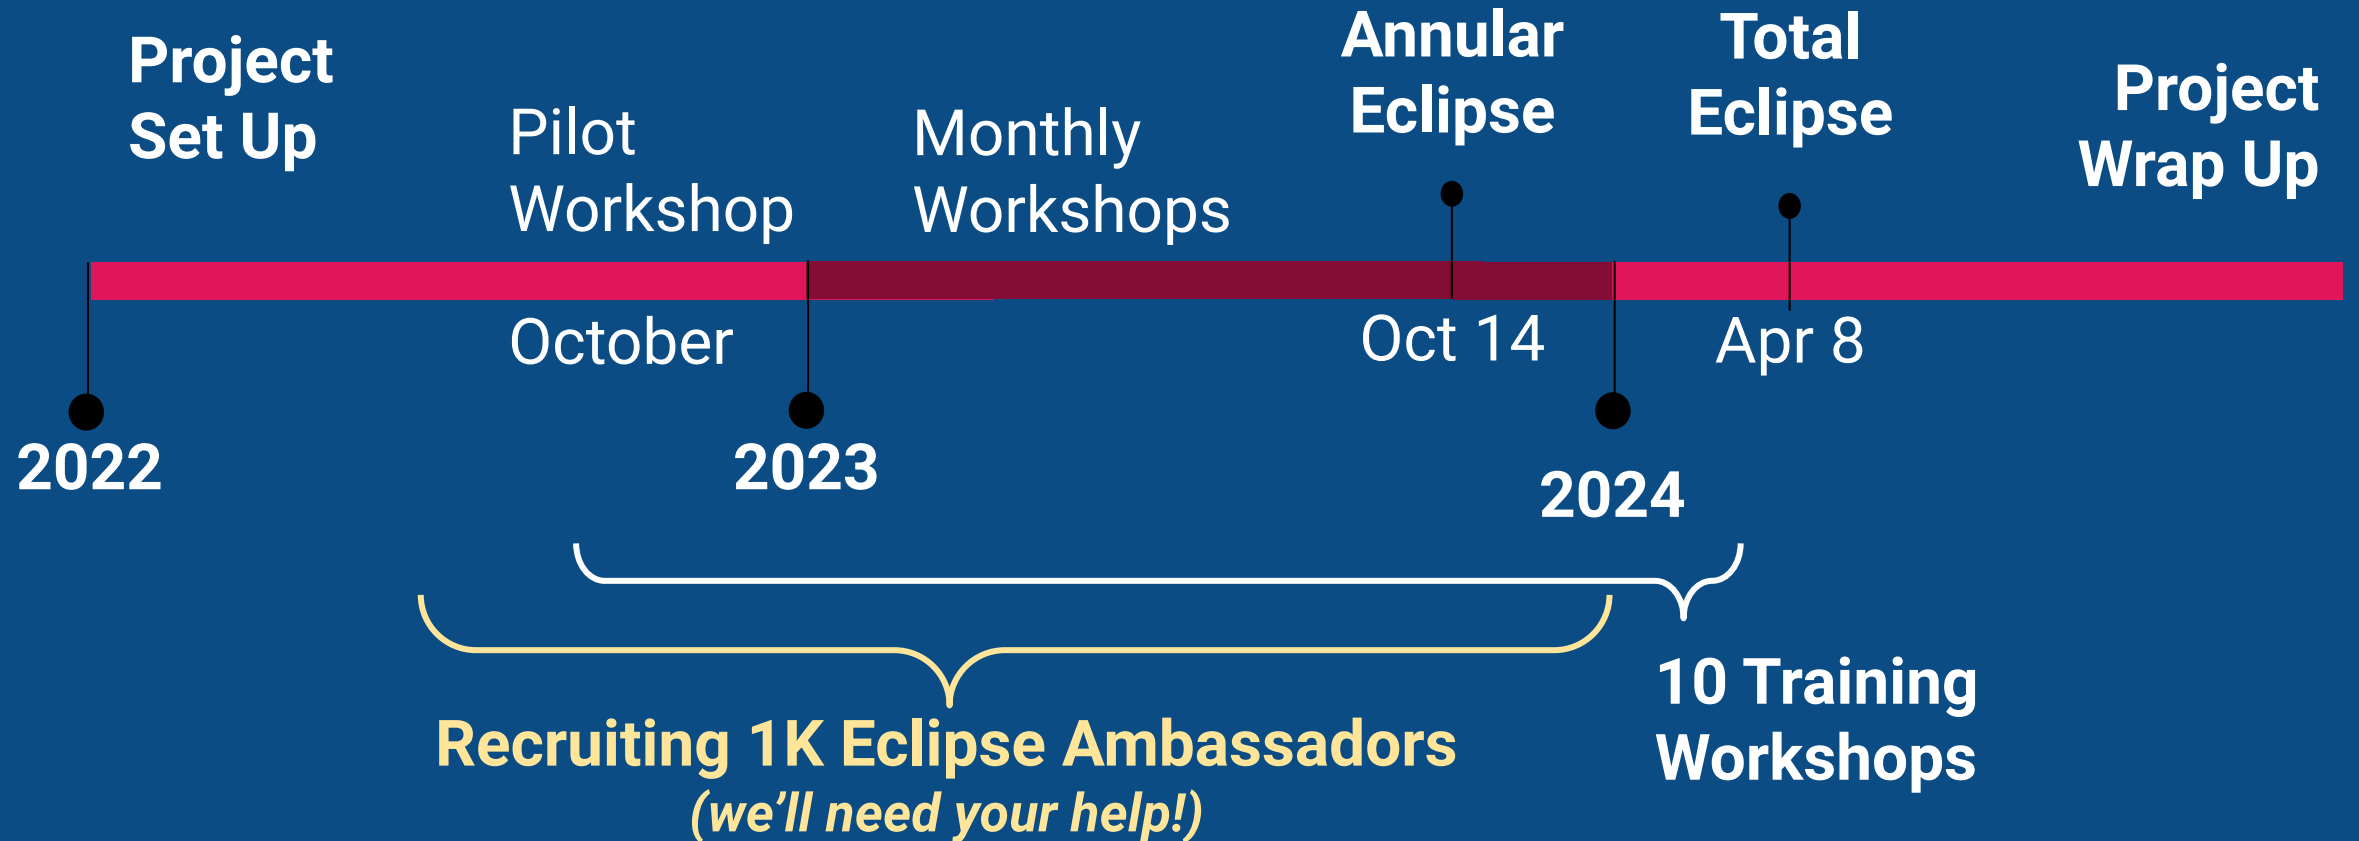 Project
Set Up
Pilot
Workshop
Monthly
Workshops
Annular
Eclipse
Total
Eclipse
Project
Wrap Up
October
Oct 14
Apr 8
2022
2023
2024
10 Training
Workshops
Recruiting 1K Eclipse Ambassadors
(we’ll need your help!)